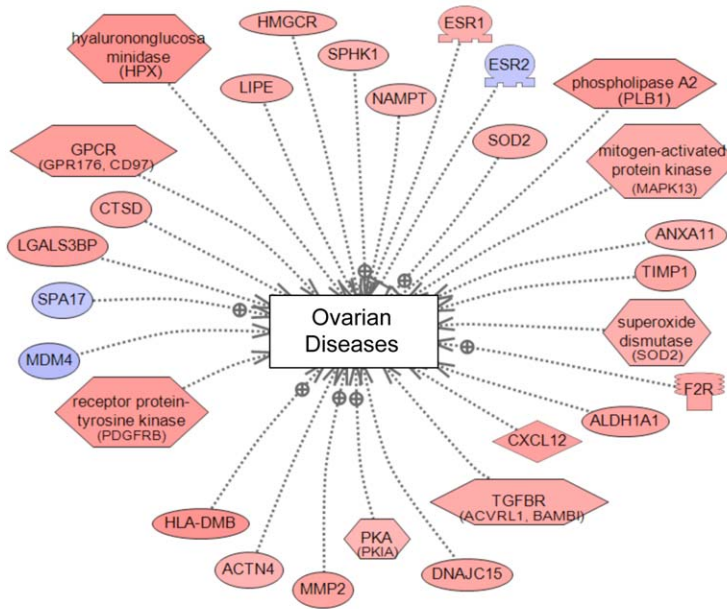 HMGCR
ESR1
hyalurononglucosa
minidase
(HPX)
SPHK1
ESR2
LIPE
NAMPT
phospholipase A2
(PLB1)
SOD2
GPCR
(GPR176, CD97)
mitogen-activated
protein kinase
(MAPK13)
CTSD
ANXA11
LGALS3BP
TIMP1
SPA17
Ovarian
Diseases
superoxide
dismutase
(SOD2)
MDM4
F2R
receptor protein-
tyrosine kinase
(PDGFRB)
ALDH1A1
CXCL12
TGFBR
(ACVRL1, BAMBI)
HLA-DMB
PKA
(PKIA)
ACTN4
DNAJC15
MMP2